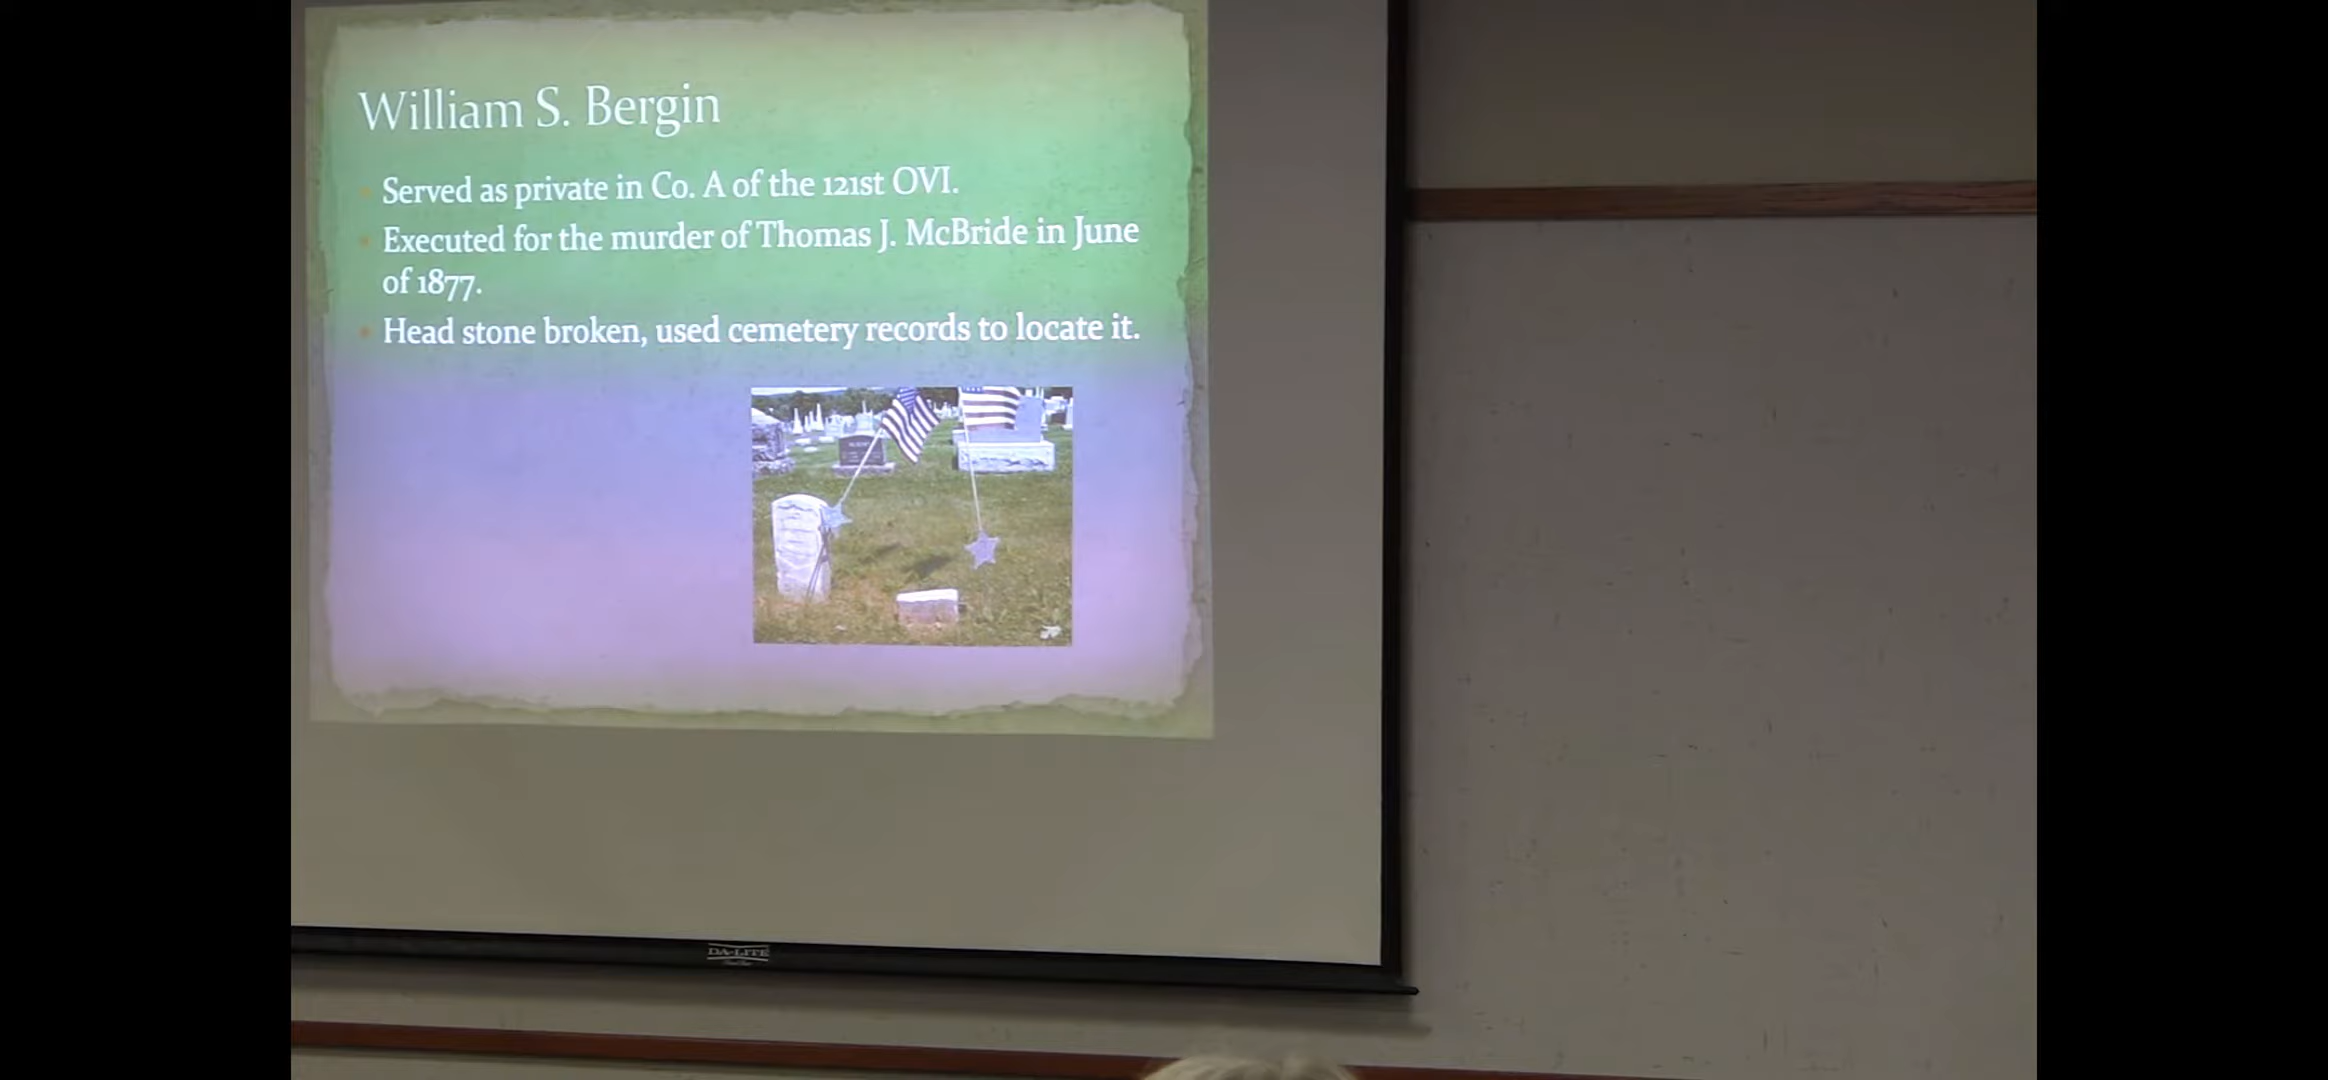 William S. Bergin
Served as private in Co. A of the 121st OVI.
Executed for the murder of Thomas J. McBride in June
of 1877.
Head stone broken, used cemetery records to locate it.
DA-LITE